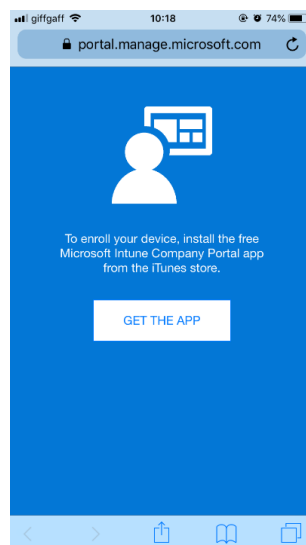 giffgaff 10:18 74%
portal.manage.microsoft.com
To enroll your device, install the free
Microsoft Intune Company Portal app
from the iTunes store.
GET THE APP